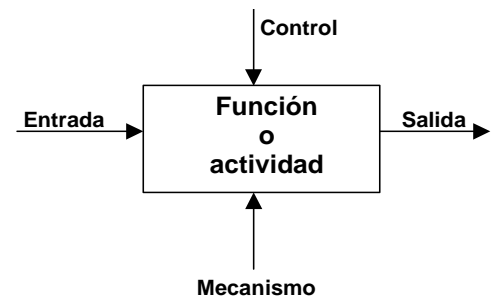 Control
Entrada
Función
o
actividad
Salida
Mecanismo